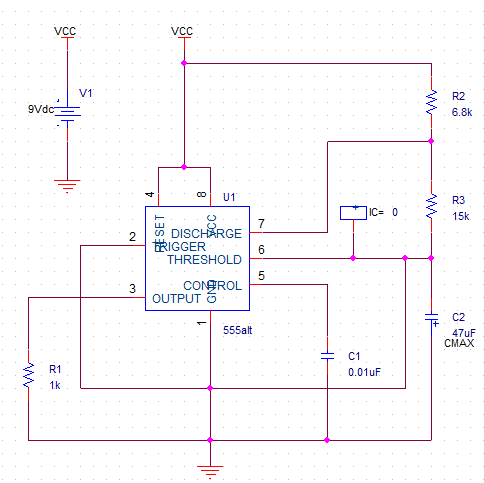 VCC
VCC
V1
9Vdc
R2
6.8k
4
8
U1
R3
15k
IC= 0
+
RESET
VCC
7
DISCHARGE
2
TRIGGER
6
THRESHOLD
5
CONTROL
3
OUTPUT
GND
1
555alt
C2
47uF
+
CMAX
C1
0.01uF
R1
1k